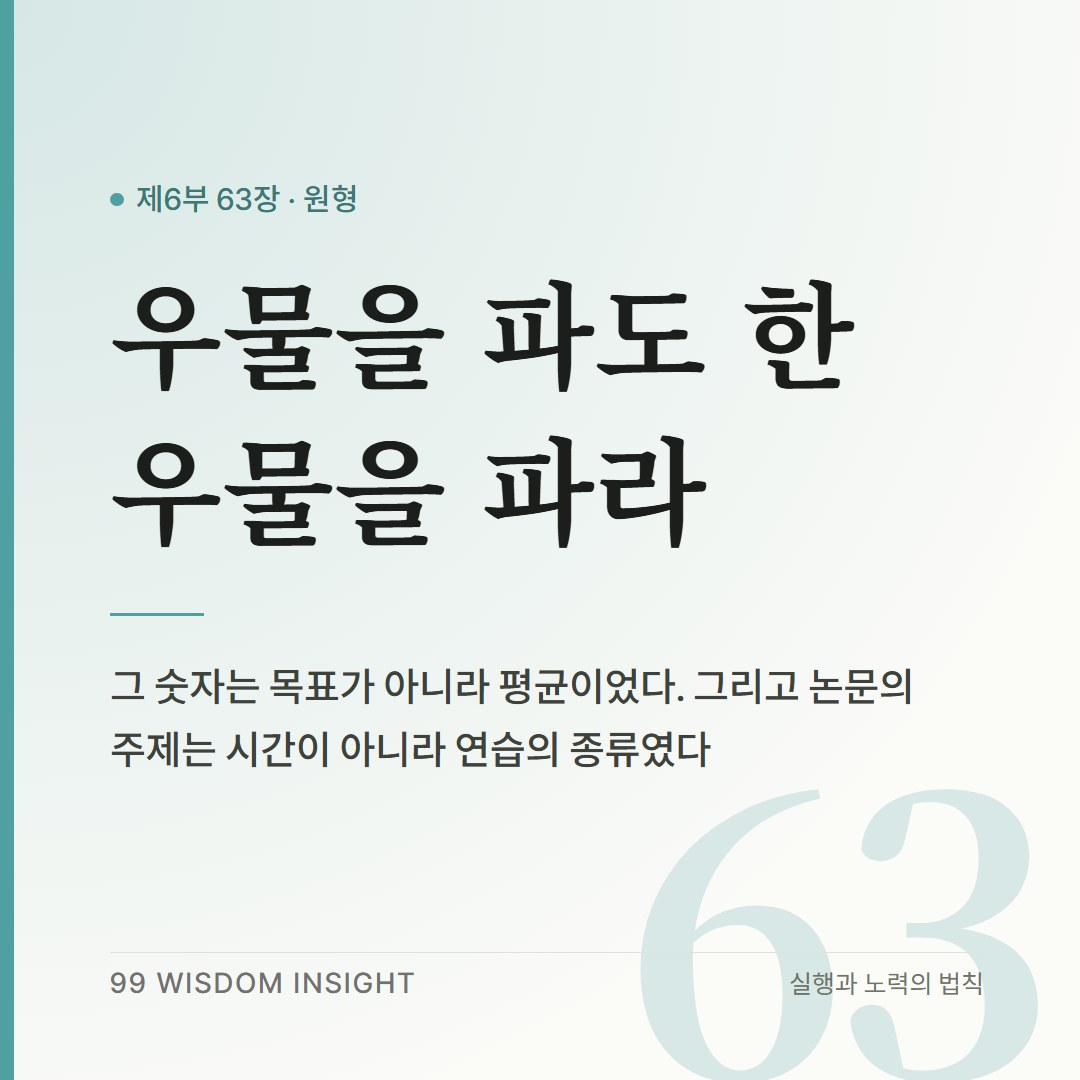 제6부 63장 · 원형
우물을 파도 한
우물을 파라
그 숫자는 목표가 아니라 평균이었다. 그리고 논문의
주제는 시간이 아니라 연습의 종류였다
63
99 WISDOM INSIGHT
실행과 노력의 법칙